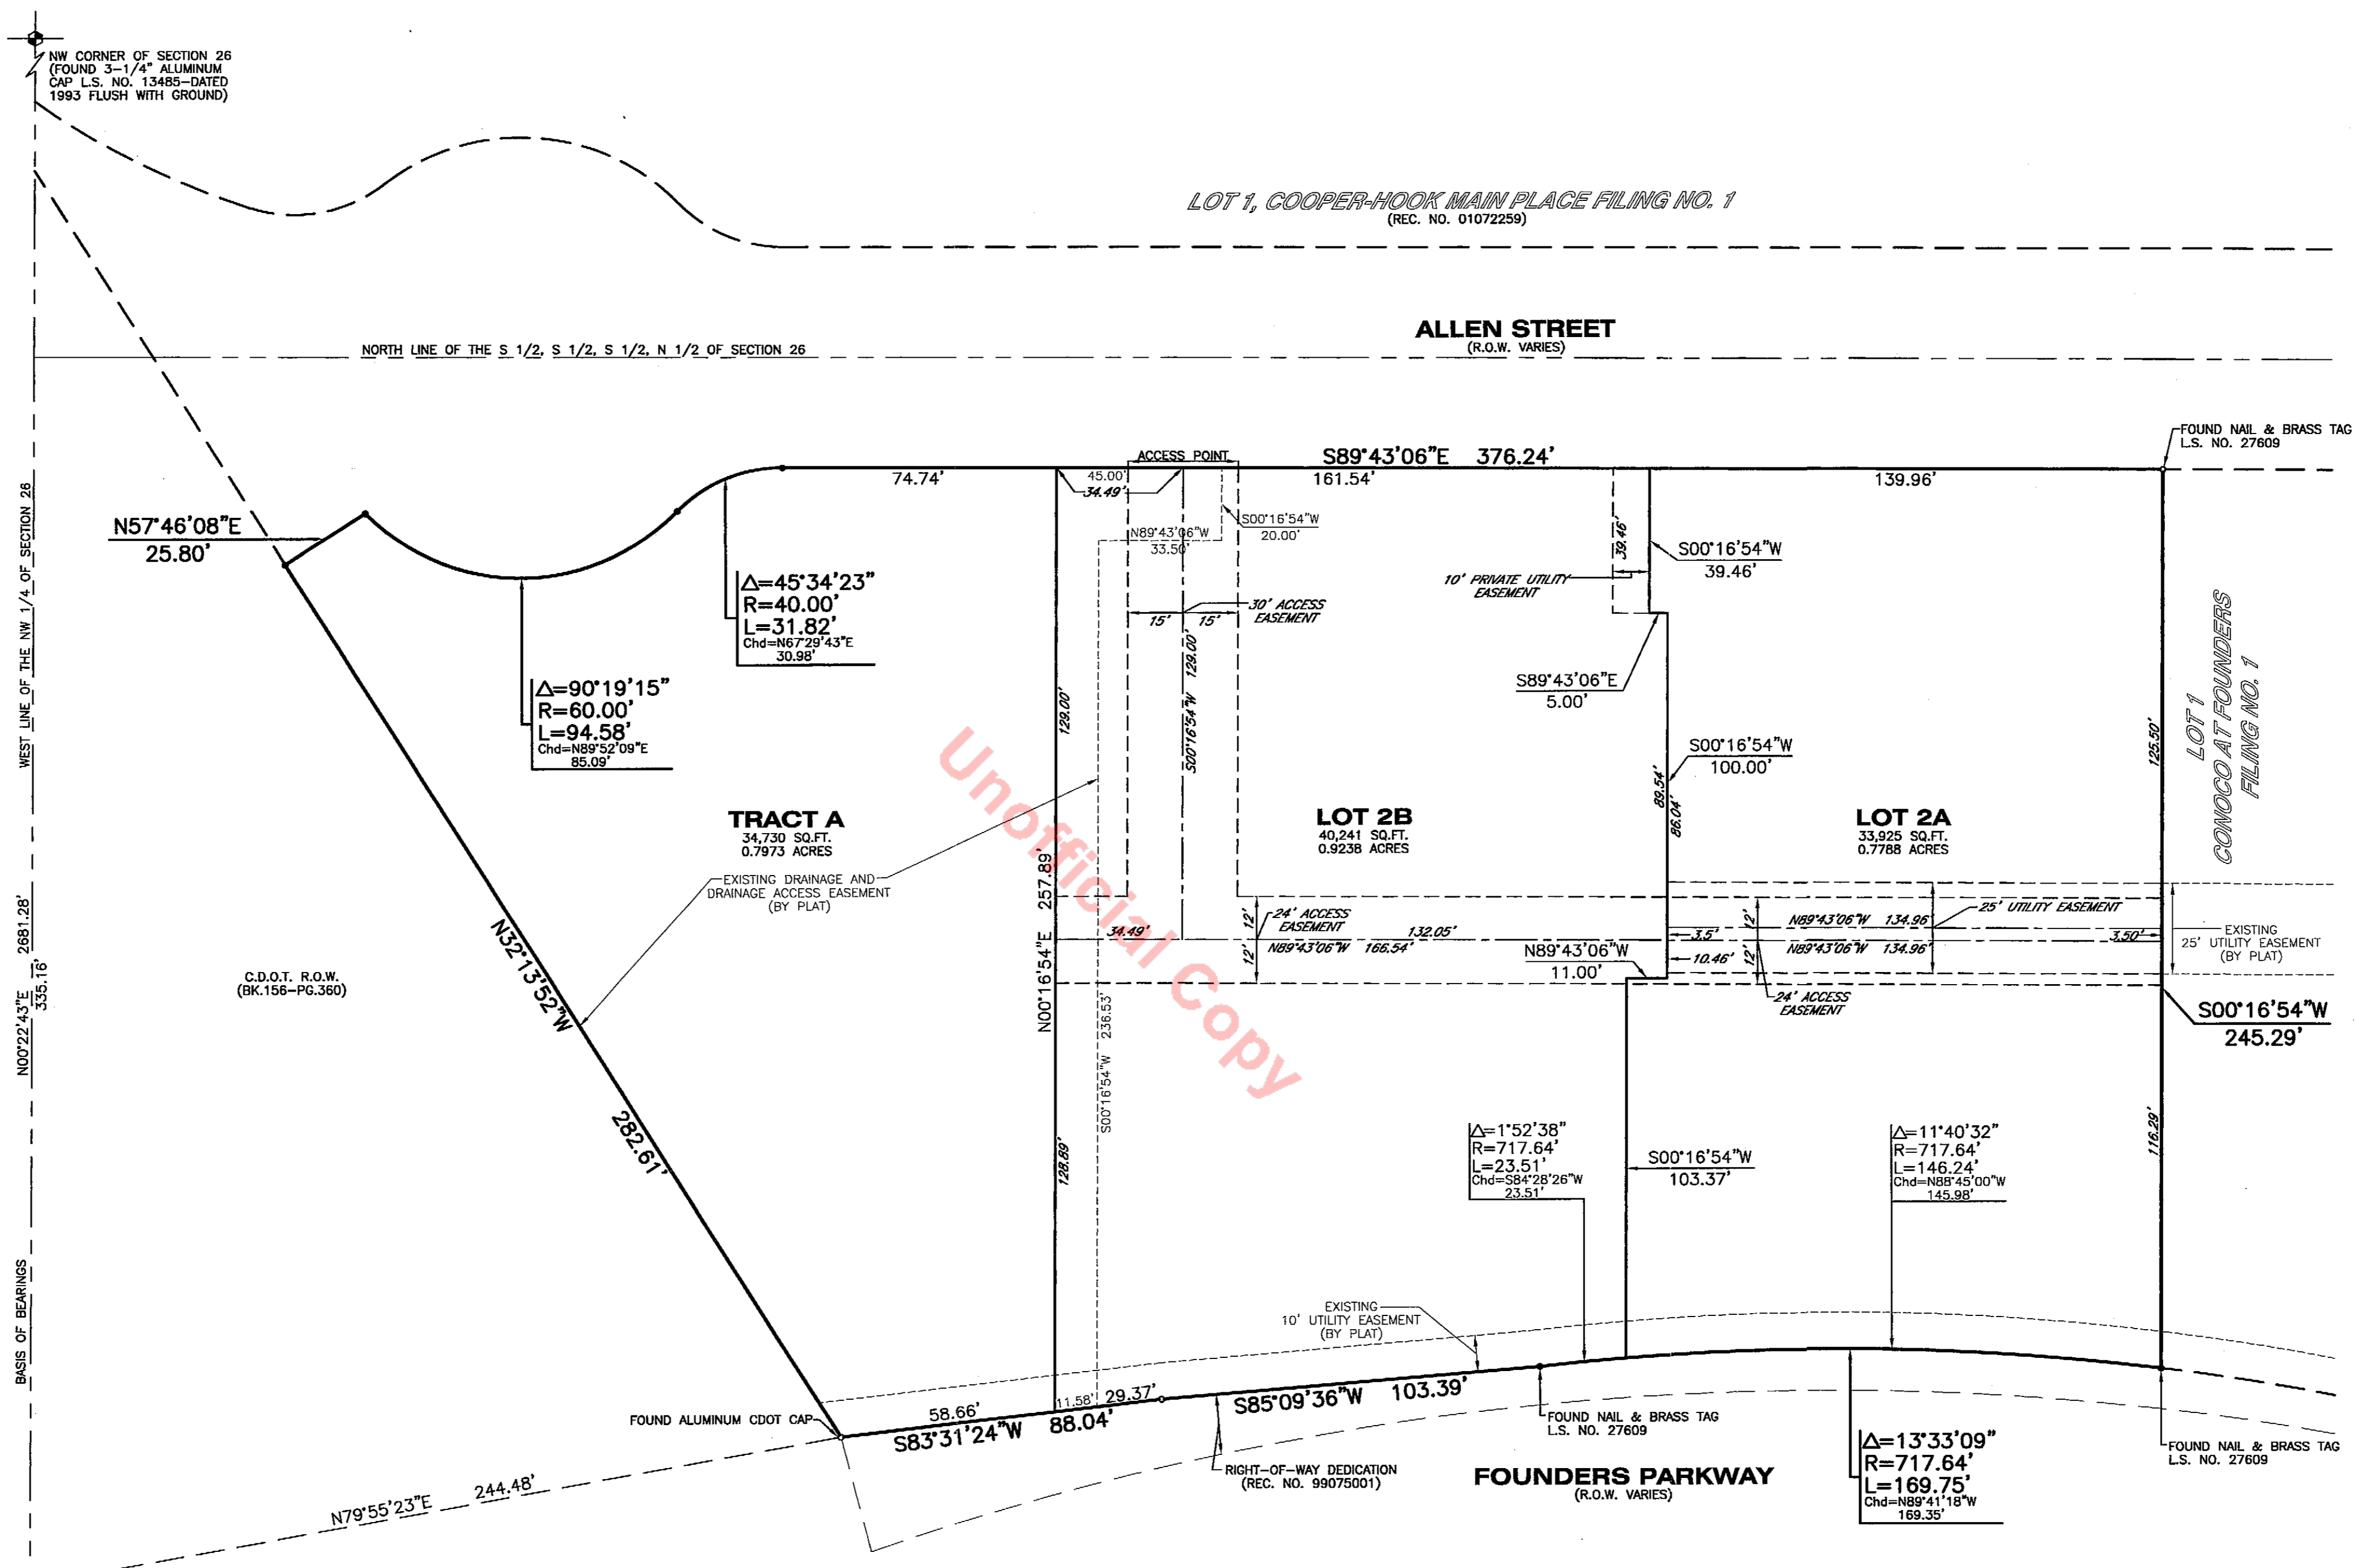 NW CORNER OF SECTION 26
(FOUND 3-1/4" ALUMINUM
CAP L.S. NO. 13485-DATED
1993 FLUSH WITH GROUND)
LOT 1, COOPER-HOOK MAIN PLACE FILING NO. 1
(REC. NO. 01072259)
ALLEN STREET
(R.O.W. VARIES)
NORTH LINE OF THE S 1/2, S 1/2, S 1/2, N 1/2 OF SECTION 26
FOUND NAIL & BRASS TAG
L.S. NO. 27609
ACCESS POINT
S89°43'06"E 376.24'
74.74'
45.00'
34.49'
161.54'
139.96'
N57°46'08"E
25.80'
S00°16'54"W
20.00'
N89°43'06"W
33.50'
39.46'
S00°16'54"W
39.46'
10' PRIVATE UTILITY
EASEMENT
Δ=45°34'23"
R=40.00'
L=31.82'
Chd=N67°29'43"E
30.98'
30' ACCESS
EASEMENT
15'
15'
Δ=90°19'15"
R=60.00'
L=94.58'
Chd=N89°52'09"E
85.09'
S89°43'06"E
5.00'
129.00'
S00°16'54"W 129.00'
S00°16'54"W
100.00'
89.54'
86.04'
125.50'
LOT 1
CONOCO AT FOUNDERS
FILING NO. 1
WEST LINE OF THE NW 1/4 OF SECTION 26
TRACT A
34,730 SQ.FT.
0.7973 ACRES
LOT 2B
40,241 SQ.FT.
0.9238 ACRES
LOT 2A
33,925 SQ.FT.
0.7788 ACRES
Unofficial Copy
EXISTING DRAINAGE AND
DRAINAGE ACCESS EASEMENT
(BY PLAT)
N00°16'54"E 257.89'
34.49'
12'
12'
24' ACCESS
EASEMENT
132.05'
N89°43'06"W 166.54'
N89°43'06"W
11.00'
3.5'
10.46'
12'
12'
N89°43'06"W 134.96'
25' UTILITY EASEMENT
N89°43'06"W 134.96'
3.50'
24' ACCESS
EASEMENT
EXISTING
25' UTILITY EASEMENT
(BY PLAT)
S00°16'54"W
245.29'
N00°22'43"E 2681.28'
335.16'
C.D.O.T. R.O.W.
(BK.156-PG.360)
N32°13'52"W
282.61'
S00°16'54"W 236.53'
128.89'
Δ=1°52'38"
R=717.64'
L=23.51'
Chd=S84°28'26"W
23.51'
S00°16'54"W
103.37'
Δ=11°40'32"
R=717.64'
L=146.24'
Chd=N88°45'00"W
145.98'
116.29'
BASIS OF BEARINGS
EXISTING
10' UTILITY EASEMENT
(BY PLAT)
FOUND ALUMINUM CDOT CAP
58.66'
11.58'
29.37'
S83°31'24"W 88.04'
S85°09'36"W 103.39'
FOUND NAIL & BRASS TAG
L.S. NO. 27609
RIGHT-OF-WAY DEDICATION
(REC. NO. 99075001)
FOUNDERS PARKWAY
(R.O.W. VARIES)
Δ=13°33'09"
R=717.64'
L=169.75'
Chd=N89°41'18"W
169.35'
FOUND NAIL & BRASS TAG
L.S. NO. 27609
N79°55'23"E 244.48'